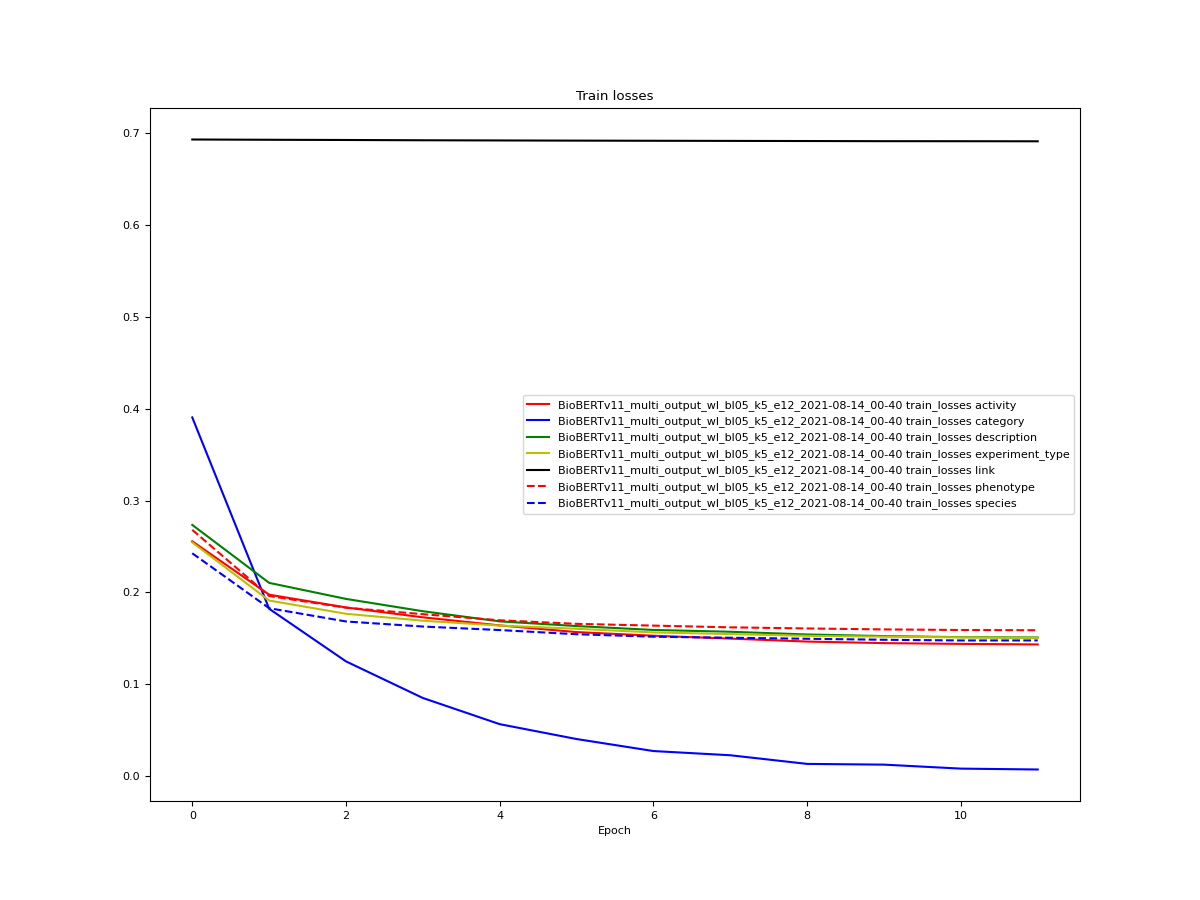 Train losses
0.7
0.6
0.5
0.4
0.3
0.2
0.1
0.0
BioBERTv11_multi_output_wl_bl05_k5_e12_2021-08-14_00-40 train_losses activity
BioBERTv11_multi_output_wl_bl05_k5_e12_2021-08-14_00-40 train_losses category
BioBERTv11_multi_output_wl_bl05_k5_e12_2021-08-14_00-40 train_losses description
BioBERTv11_multi_output_wl_bl05_k5_e12_2021-08-14_00-40 train_losses experiment_type
BioBERTv11_multi_output_wl_bl05_k5_e12_2021-08-14_00-40 train_losses link
BioBERTv11_multi_output_wl_bl05_k5_e12_2021-08-14_00-40 train_losses phenotype
BioBERTv11_multi_output_wl_bl05_k5_e12_2021-08-14_00-40 train_losses species
0 2 4 6 8 10
Epoch